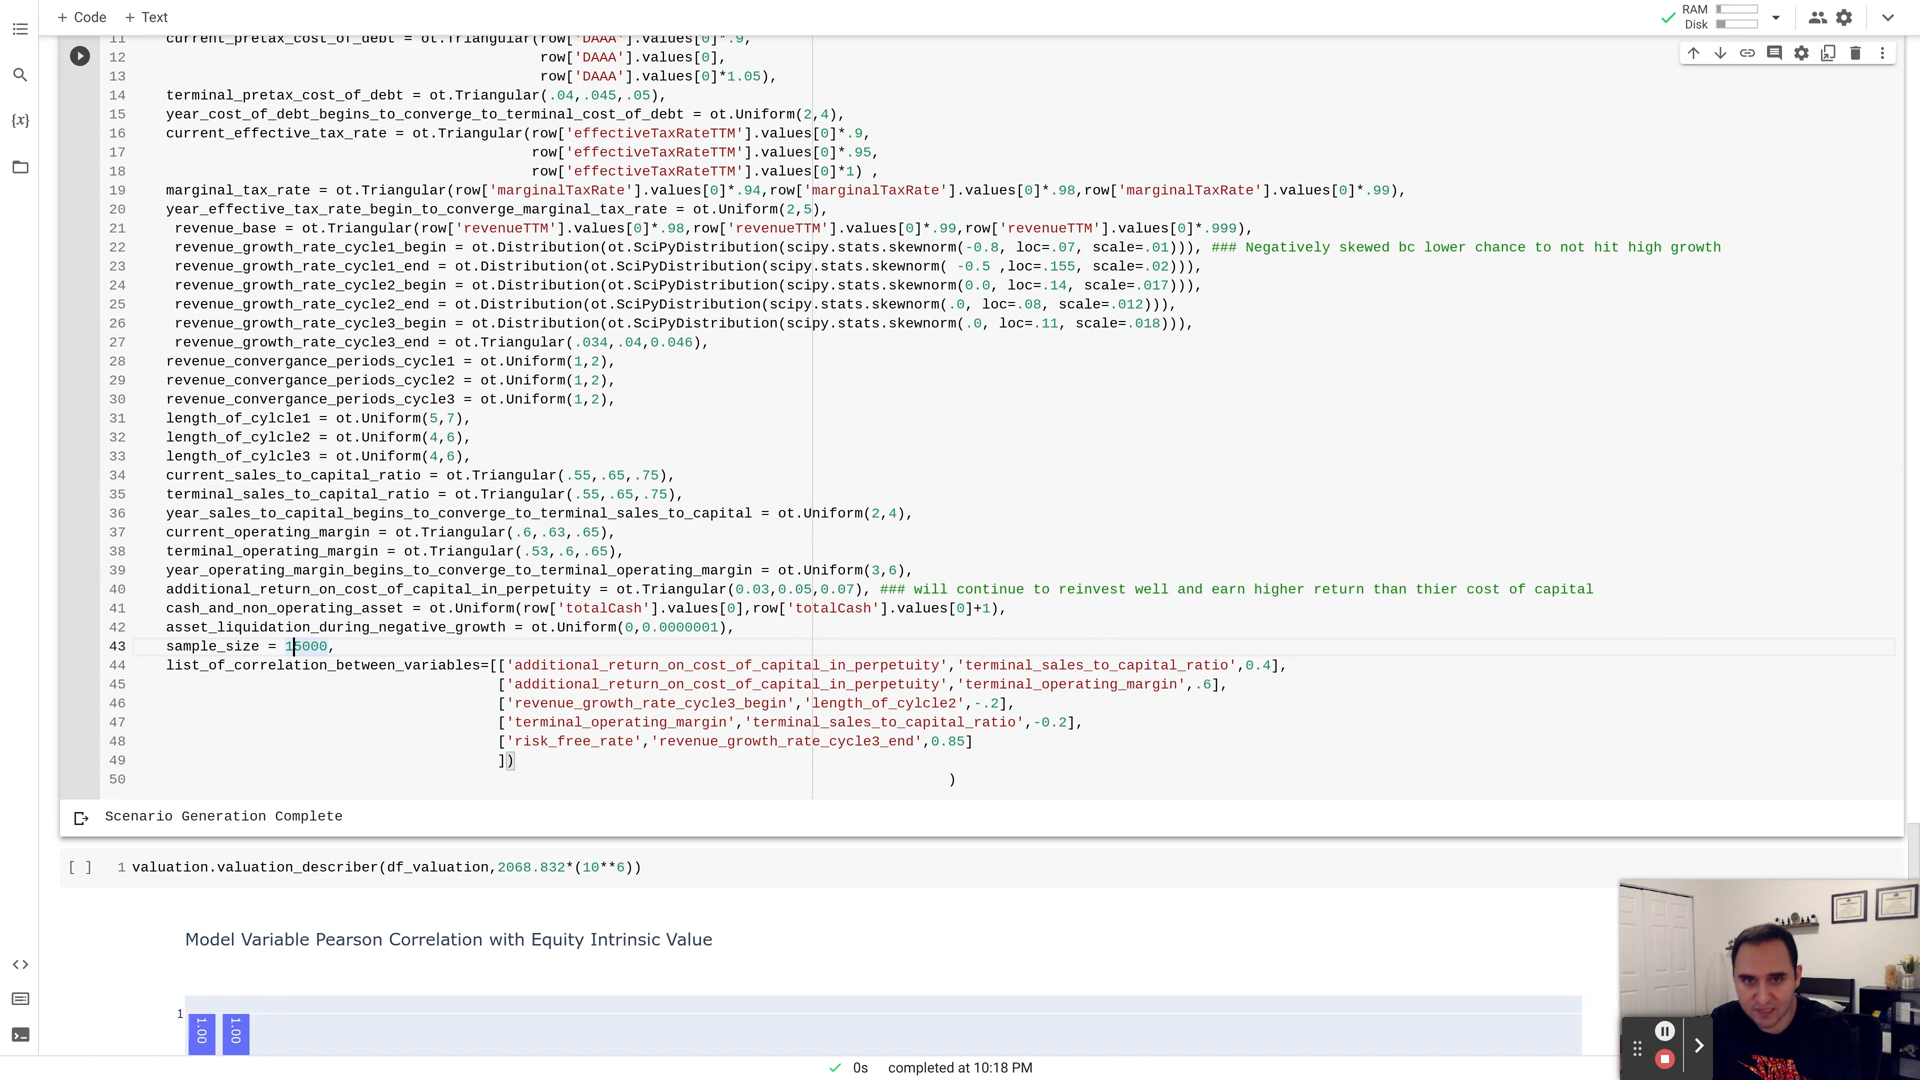 + Code + Text
RAM
Disk
11 current_pretax_cost_of_debt = ot.Triangular(row['DAAA'].values[0]*.9,
12 row['DAAA'].values[0],
13 row['DAAA'].values[0]*1.05),
14 terminal_pretax_cost_of_debt = ot.Triangular(.04,.045,.05),
15 year_cost_of_debt_begins_to_converge_to_terminal_cost_of_debt = ot.Uniform(2,4),
16 current_effective_tax_rate = ot.Triangular(row['effectiveTaxRateTTM'].values[0]*.9,
17 row['effectiveTaxRateTTM'].values[0]*.95,
18 row['effectiveTaxRateTTM'].values[0]*1) ,
19 marginal_tax_rate = ot.Triangular(row['marginalTaxRate'].values[0]*.94,row['marginalTaxRate'].values[0]*.98,row['marginalTaxRate'].values[0]*.99),
20 year_effective_tax_rate_begin_to_converge_marginal_tax_rate = ot.Uniform(2,5),
21 revenue_base = ot.Triangular(row['revenueTTM'].values[0]*.98,row['revenueTTM'].values[0]*.99,row['revenueTTM'].values[0]*.999),
22 revenue_growth_rate_cycle1_begin = ot.Distribution(ot.SciPyDistribution(scipy.stats.skewnorm(-0.8, loc=.07, scale=.01))), ### Negatively skewed bc lower chance to not hit high growth
23 revenue_growth_rate_cycle1_end = ot.Distribution(ot.SciPyDistribution(scipy.stats.skewnorm( -0.5 ,loc=.155, scale=.02))),
24 revenue_growth_rate_cycle2_begin = ot.Distribution(ot.SciPyDistribution(scipy.stats.skewnorm(0.0, loc=.14, scale=.017))),
25 revenue_growth_rate_cycle2_end = ot.Distribution(ot.SciPyDistribution(scipy.stats.skewnorm(.0, loc=.08, scale=.012))),
26 revenue_growth_rate_cycle3_begin = ot.Distribution(ot.SciPyDistribution(scipy.stats.skewnorm(.0, loc=.11, scale=.018))),
27 revenue_growth_rate_cycle3_end = ot.Triangular(.034,.04,0.046),
28 revenue_convergance_periods_cycle1 = ot.Uniform(1,2),
29 revenue_convergance_periods_cycle2 = ot.Uniform(1,2),
30 revenue_convergance_periods_cycle3 = ot.Uniform(1,2),
31 length_of_cylcle1 = ot.Uniform(5,7),
32 length_of_cylcle2 = ot.Uniform(4,6),
33 length_of_cylcle3 = ot.Uniform(4,6),
34 current_sales_to_capital_ratio = ot.Triangular(.55,.65,.75),
35 terminal_sales_to_capital_ratio = ot.Triangular(.55,.65,.75),
36 year_sales_to_capital_begins_to_converge_to_terminal_sales_to_capital = ot.Uniform(2,4),
37 current_operating_margin = ot.Triangular(.6,.63,.65),
38 terminal_operating_margin = ot.Triangular(.53,.6,.65),
39 year_operating_margin_begins_to_converge_to_terminal_operating_margin = ot.Uniform(3,6),
40 additional_return_on_cost_of_capital_in_perpetuity = ot.Triangular(0.03,0.05,0.07), ### will continue to reinvest well and earn higher return than thier cost of capital
41 cash_and_non_operating_asset = ot.Uniform(row['totalCash'].values[0],row['totalCash'].values[0]+1),
42 asset_liquidation_during_negative_growth = ot.Uniform(0,0.0000001),
43 sample_size = 15000,
44 list_of_correlation_between_variables=[['additional_return_on_cost_of_capital_in_perpetuity','terminal_sales_to_capital_ratio',0.4],
45 ['additional_return_on_cost_of_capital_in_perpetuity','terminal_operating_margin',.6],
46 ['revenue_growth_rate_cycle3_begin','length_of_cylcle2',-.2],
47 ['terminal_operating_margin','terminal_sales_to_capital_ratio',-0.2],
48 ['risk_free_rate','revenue_growth_rate_cycle3_end',0.85]
49 ])
50 )
Scenario Generation Complete
[ ] 1 valuation.valuation_describer(df_valuation,2068.832*(10**6))
Model Variable Pearson Correlation with Equity Intrinsic Value
1
1.00 1.00
0s completed at 10:18 PM